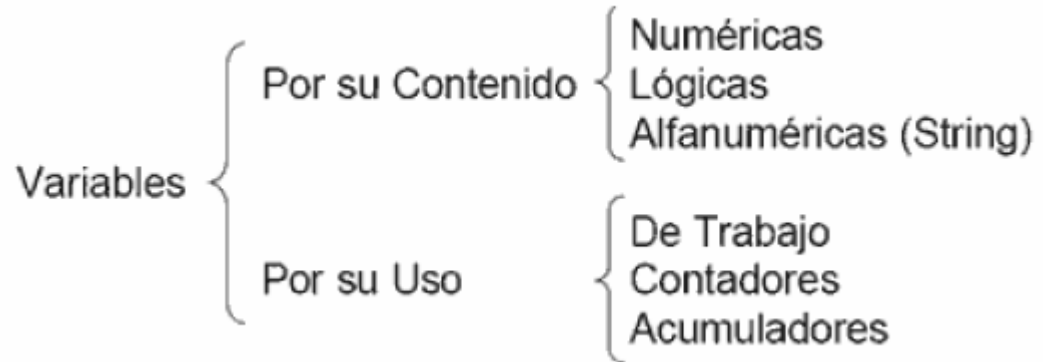 Variables
Por su Contenido
Numéricas
Lógicas
Alfanuméricas (String)
Por su Uso
De Trabajo
Contadores
Acumuladores